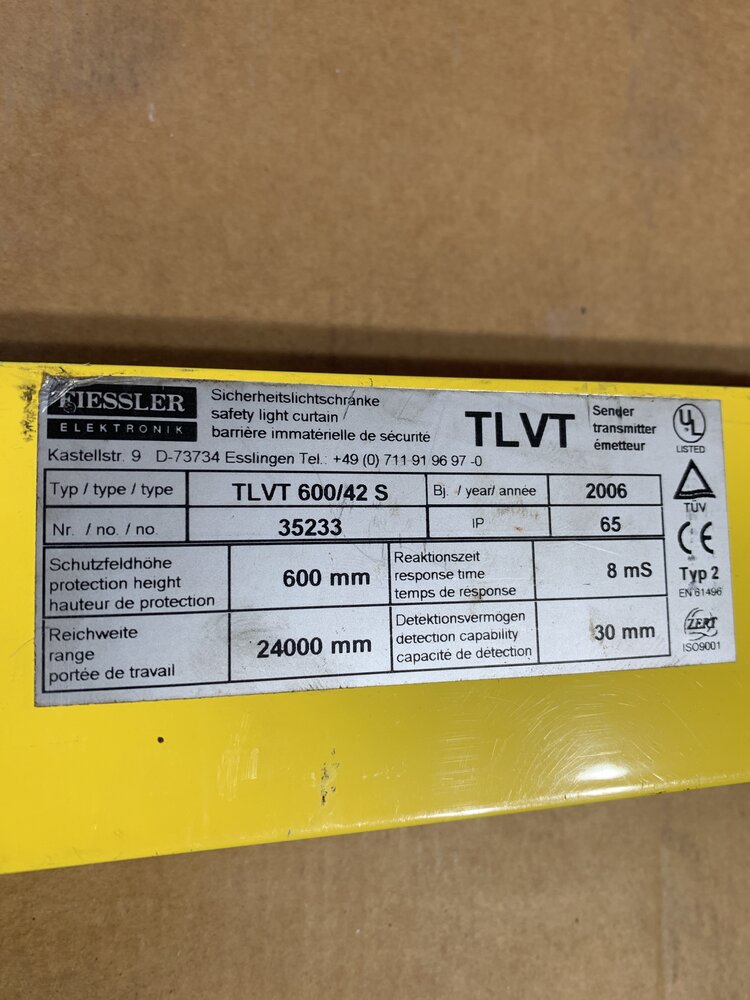 FIESSLER
ELEKTRONIK
Sicherheitslichtschranke
safety light curtain /
barrière immatérielle de sécurité
TLVT
Sender
transmitter
émetteur
UL
LISTED
Kastellstr. 9 D-73734 Esslingen Tel.: +49 (0) 711 91 96 97 -0
Typ / type / type TLVT 600/42 S Bj. / year/ année 2006
Nr. / no. / no. 35233 IP 65
TÜV
CE
Typ 2
EN 61496
ZERT
ISO9001
Schutzfeldhöhe
protection height
hauteur de protection
600 mm
Reaktionszeit
response time
temps de response
8 mS
Reichweite
range
portée de travail
24000 mm
Detektionsvermögen
detection capability
capacité de détection
30 mm